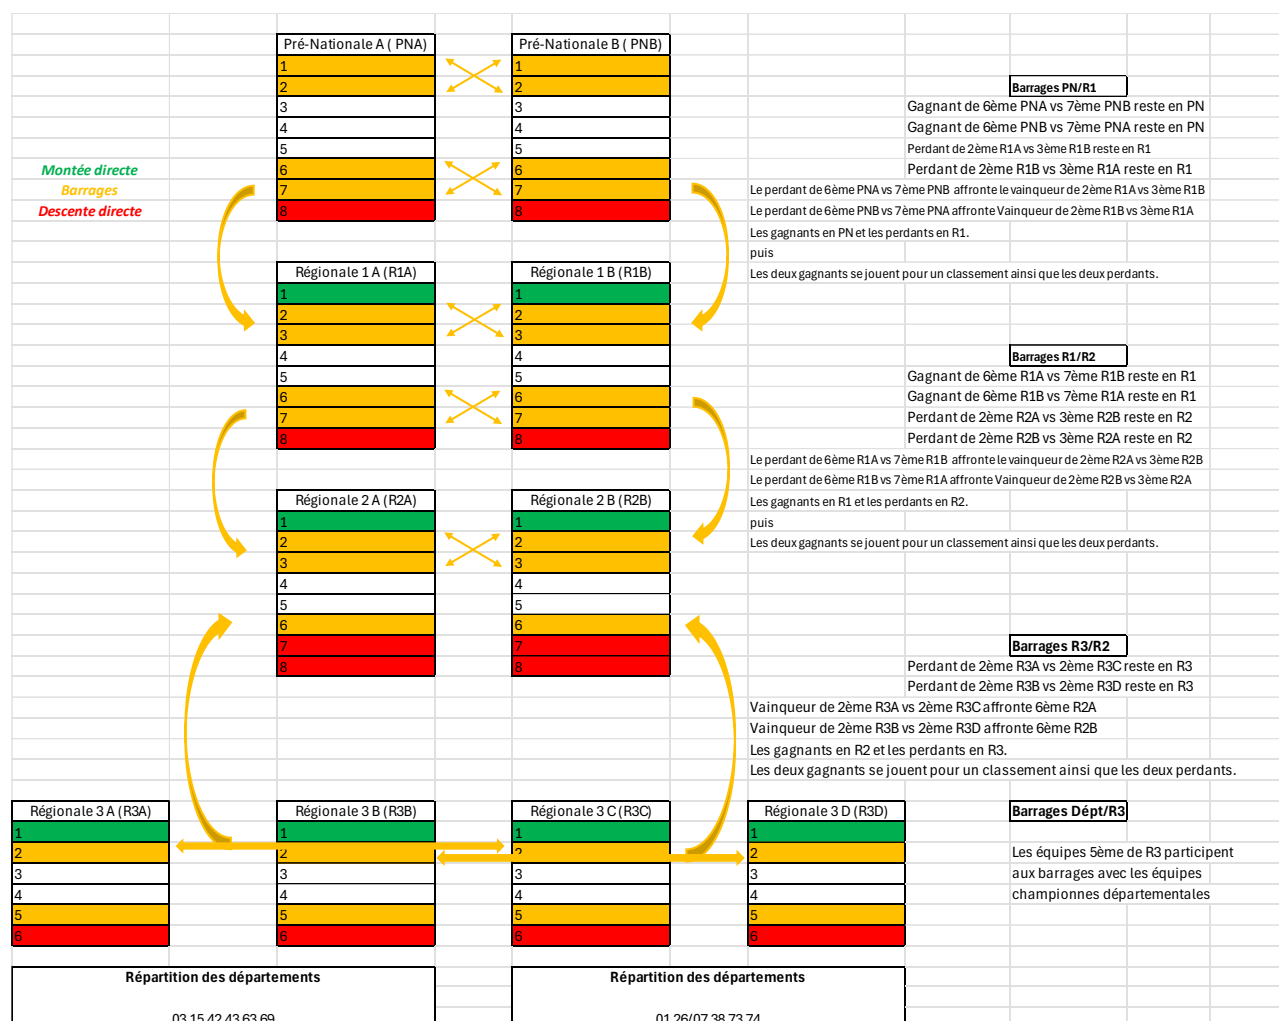 Pré-Nationale A ( PNA)
1
2
3
4
5
6
7
8
Pré-Nationale B ( PNB)
1
2
3
4
5
6
7
8
Montée directe
Barrages
Descente directe
Barrages PN/R1
Gagnant de 6ème PNA vs 7ème PNB reste en PN
Gagnant de 6ème PNB vs 7ème PNA reste en PN
Perdant de 2ème R1A vs 3ème R1B reste en R1
Perdant de 2ème R1B vs 3ème R1A reste en R1
Le perdant de 6ème PNA vs 7ème PNB affronte le vainqueur de 2ème R1A vs 3ème R1B
Le perdant de 6ème PNB vs 7ème PNA affronte Vainqueur de 2ème R1B vs 3ème R1A
Les gagnants en PN et les perdants en R1.
puis
Les deux gagnants se jouent pour un classement ainsi que les deux perdants.
Régionale 1 A (R1A)
1
2
3
4
5
6
7
8
Régionale 1 B (R1B)
1
2
3
4
5
6
7
8
Barrages R1/R2
Gagnant de 6ème R1A vs 7ème R1B reste en R1
Gagnant de 6ème R1B vs 7ème R1A reste en R1
Perdant de 2ème R2A vs 3ème R2B reste en R2
Perdant de 2ème R2B vs 3ème R2A reste en R2
Le perdant de 6ème R1A vs 7ème R1B affronte le vainqueur de 2ème R2A vs 3ème R2B
Le perdant de 6ème R1B vs 7ème R1A affronte Vainqueur de 2ème R2B vs 3ème R2A
Les gagnants en R1 et les perdants en R2.
puis
Les deux gagnants se jouent pour un classement ainsi que les deux perdants.
Régionale 2 A (R2A)
1
2
3
4
5
6
7
8
Régionale 2 B (R2B)
1
2
3
4
5
6
7
8
Barrages R3/R2
Perdant de 2ème R3A vs 2ème R3C reste en R3
Perdant de 2ème R3B vs 2ème R3D reste en R3
Vainqueur de 2ème R3A vs 2ème R3C affronte 6ème R2A
Vainqueur de 2ème R3B vs 2ème R3D affronte 6ème R2B
Les gagnants en R2 et les perdants en R3.
Les deux gagnants se jouent pour un classement ainsi que les deux perdants.
Régionale 3 A (R3A)
1
2
3
4
5
6
Régionale 3 B (R3B)
1
2
3
4
5
6
Régionale 3 C (R3C)
1
2
3
4
5
6
Régionale 3 D (R3D)
1
2
3
4
5
6
Barrages Dépt/R3
Les équipes 5ème de R3 participent
aux barrages avec les équipes
championnes départementales
Répartition des départements
03.15.42.43.63.69
Répartition des départements
01.26/07.38.73.74